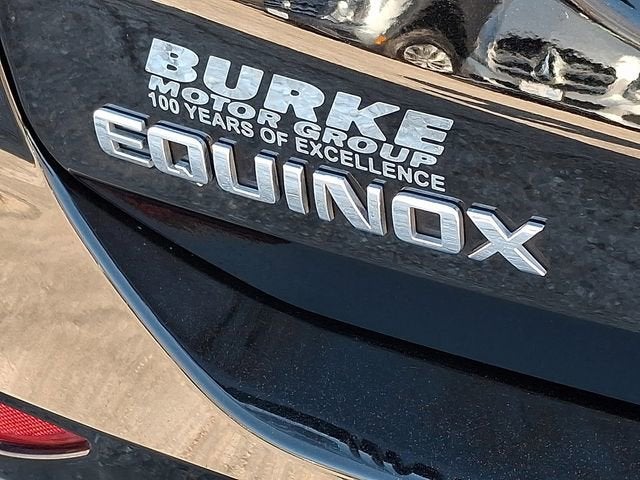 BURKE
MOTOR GROUP
100 YEARS OF EXCELLENCE
EQUINOX